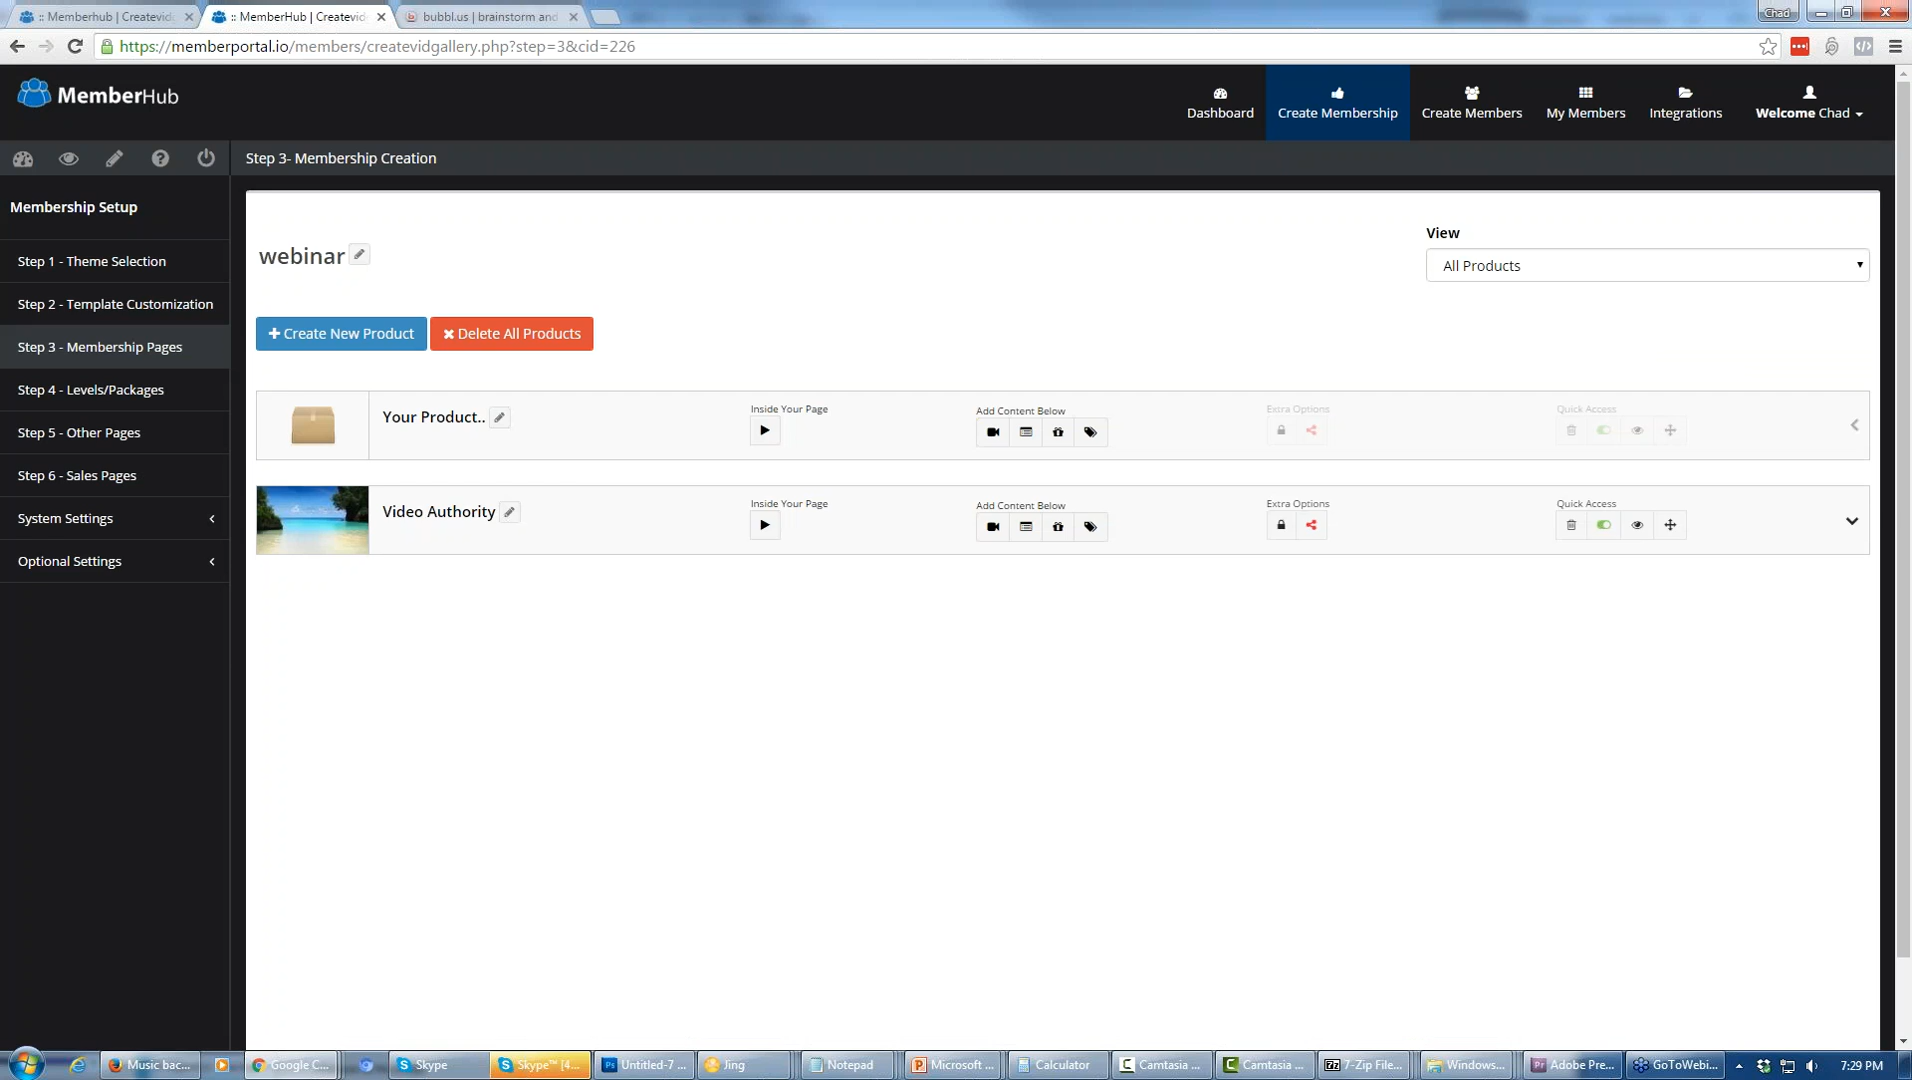 :: Memberhub | Createvid
:: MemberHub | Createvi
bubbl.us | brainstorm and
Chad
https://memberportal.io/members/createvidgallery.php?step=3&cid=226
MemberHub
Dashboard
Create Membership
Create Members
My Members
Integrations
Welcome Chad
Step 3- Membership Creation
Membership Setup
Step 1 - Theme Selection
Step 2 - Template Customization
Step 3 - Membership Pages
Step 4 - Levels/Packages
Step 5 - Other Pages
Step 6 - Sales Pages
System Settings
Optional Settings
webinar
View
All Products
Create New Product
Delete All Products
Your Product..
Inside Your Page
Add Content Below
Extra Options
Quick Access
Video Authority
Inside Your Page
Add Content Below
Extra Options
Quick Access
Music bac...
Google C...
Skype
Skype™ [4...
Untitled-7 ...
Jing
Notepad
Microsoft ...
Calculator
Camtasia ...
Camtasia ...
7-Zip File...
Windows...
Adobe Pre...
GoToWebi...
7:29 PM